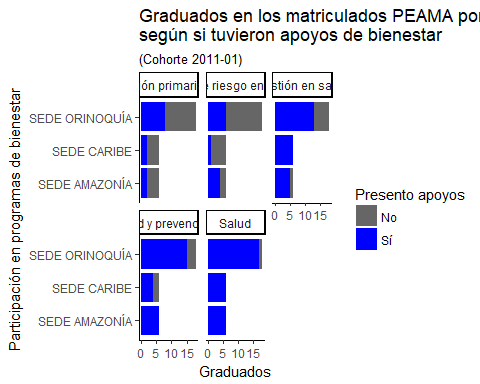 Graduados en los matriculados PEAMA por
según si tuvieron apoyos de bienestar
(Cohorte 2011-01)
ón primari
riesgo en
stión en sa
SEDE ORINOQUÍA
SEDE CARIBE
SEDE AMAZONÍA
0 5 10 15
d y prevenc
Salud
SEDE ORINOQUÍA
SEDE CARIBE
SEDE AMAZONÍA
0 5 10 15
0 5 10 15
Graduados
Participación en programas de bienestar
Presento apoyos
No
Sí